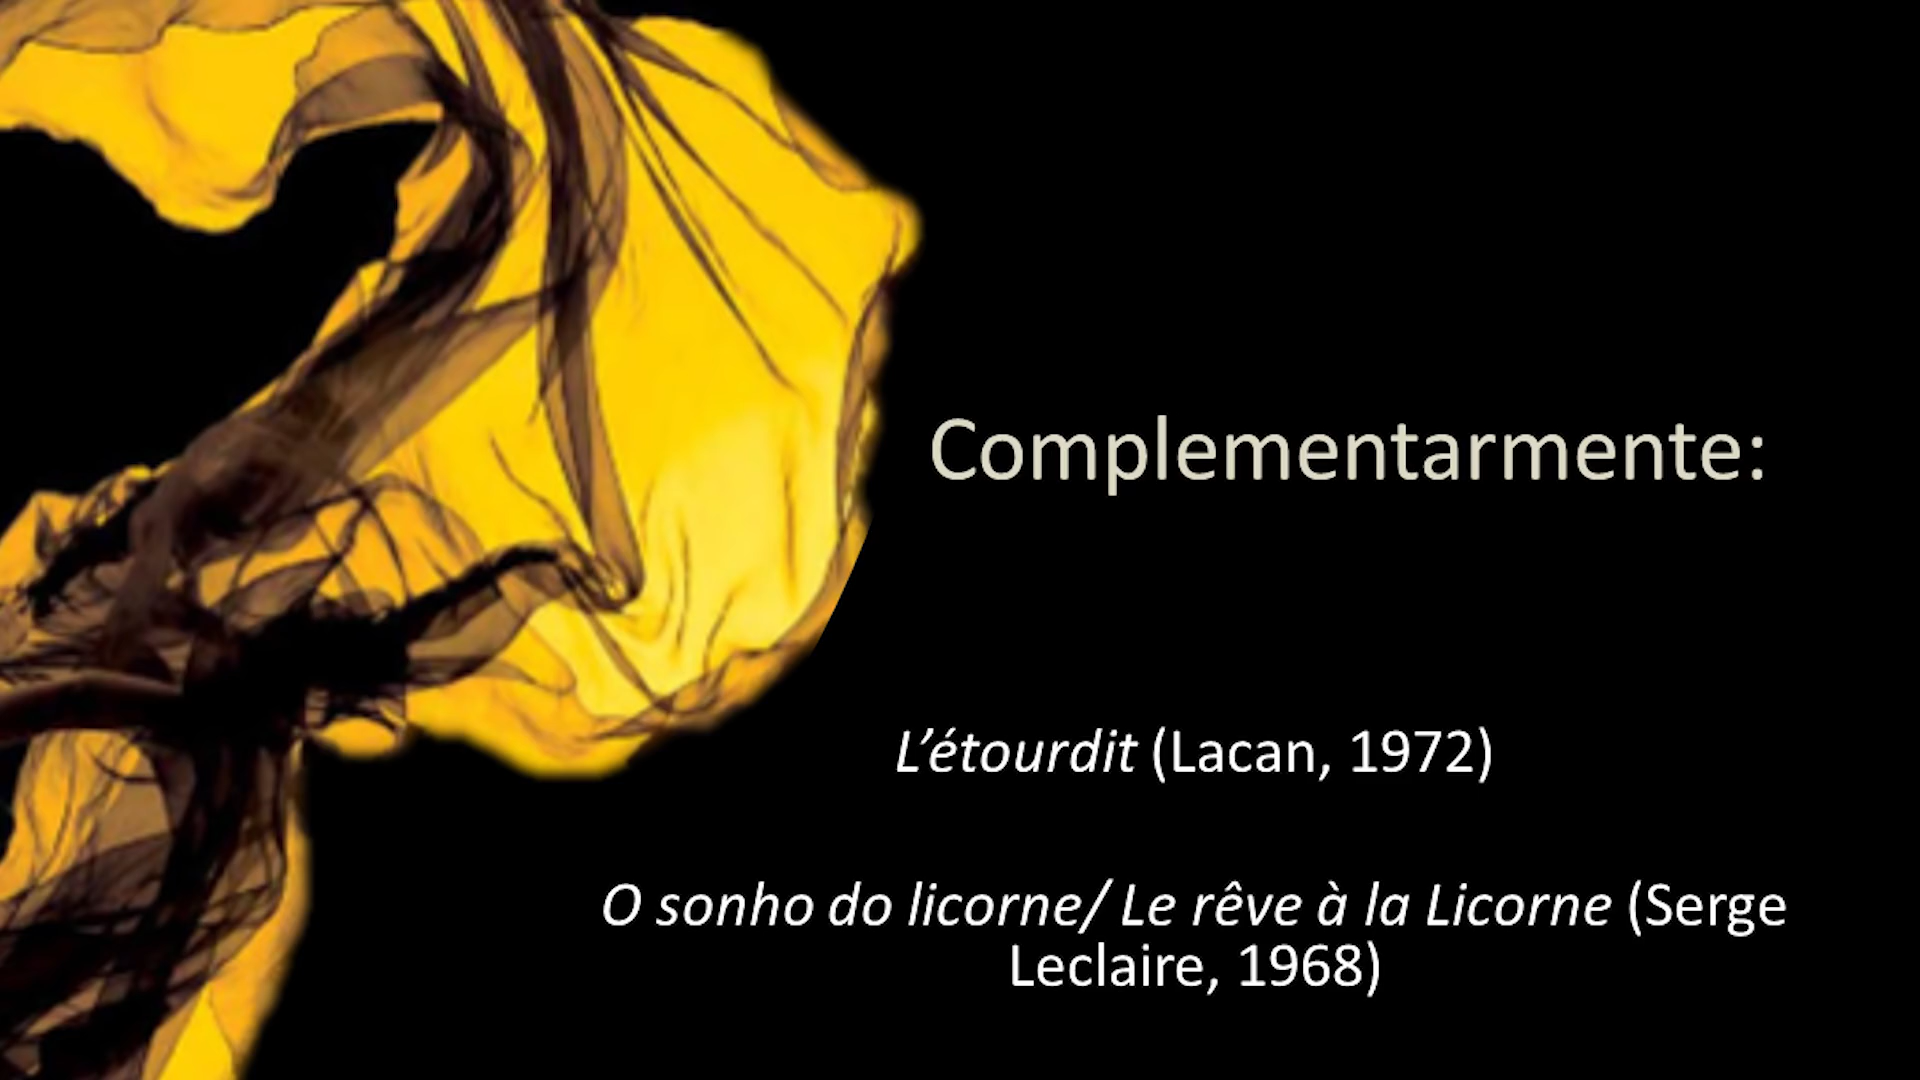 Complementarmente:
L’étourdit (Lacan, 1972)
O sonho do licorne/ Le rêve à la Licorne (Serge
Leclaire, 1968)